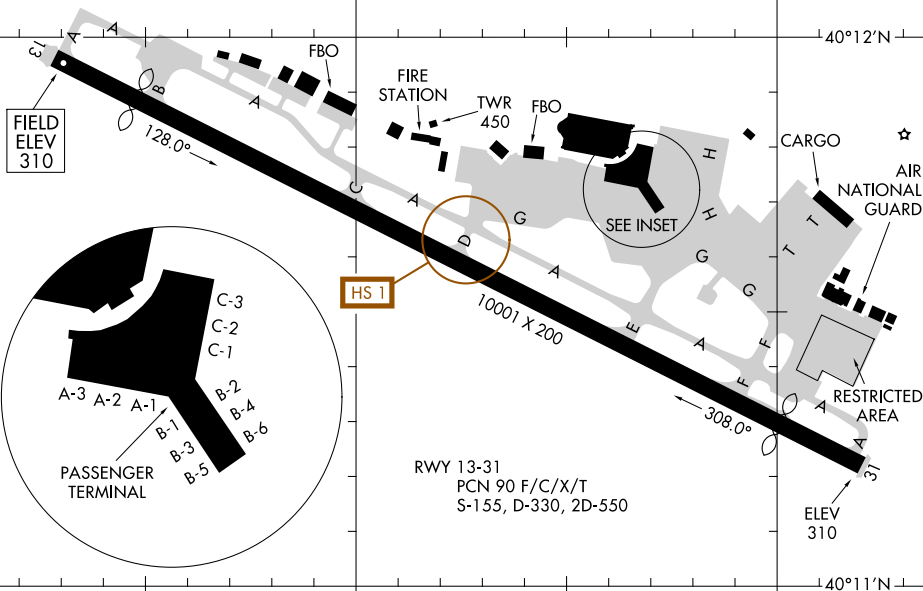 40°12'N
13
A
A
FBO
FIELD
ELEV
310
B
A
FIRE
STATION
TWR
450
FBO
CARGO
128.0°
H
AIR
NATIONAL
GUARD
C
A
G
H
SEE INSET
T
T
D
HS 1
A
G
G
10001 X 200
E
A
F
F
RESTRICTED
AREA
308.0°
A
A
31
C-3
C-2
C-1
A-3
A-2
A-1
B-2
B-4
B-6
B-1
B-3
B-5
PASSENGER
TERMINAL
RWY 13-31
PCN 90 F/C/X/T
S-155, D-330, 2D-550
ELEV
310
40°11'N